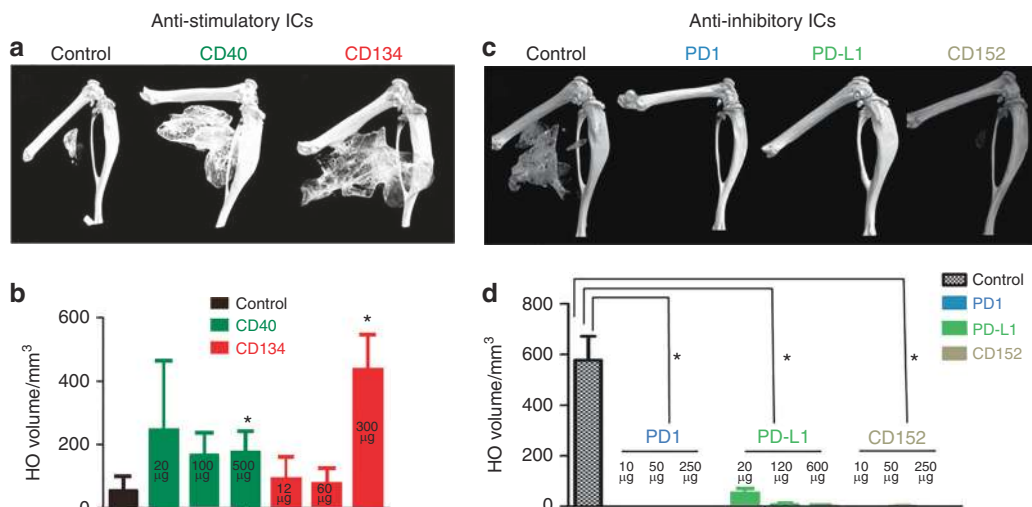 Anti-stimulatory ICs
a
Control
CD40
CD134
Anti-inhibitory ICs
c
Control
PD1
PD-L1
CD152
b
HO volume/mm³
600
400
200
0
Control
CD40
CD134
20 µg
100 µg
500 µg
12 µg
60 µg
300 µg
*
*
d
HO volume/mm³
800
600
400
200
0
Control
PD1
PD-L1
CD152
*
*
*
PD1
PD-L1
CD152
10 µg
50 µg
250 µg
20 µg
120 µg
600 µg
10 µg
50 µg
250 µg